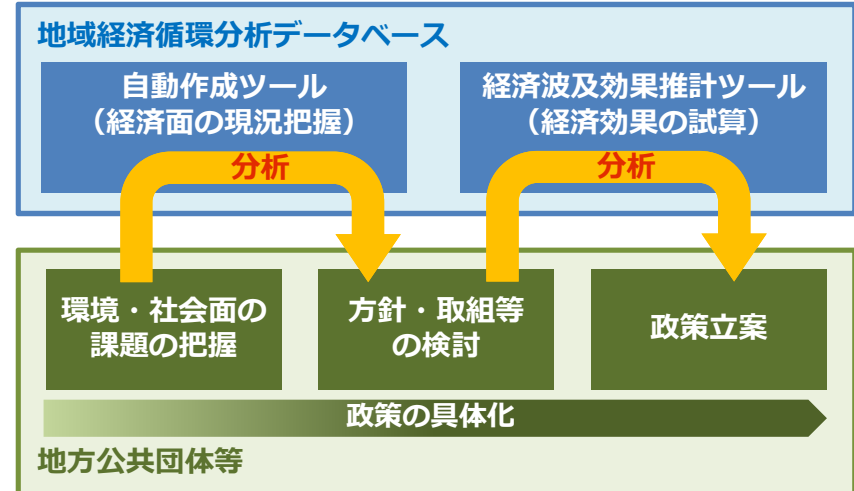 地域経済循環分析データベース
自動作成ツール
（経済面の現況把握）
分析
経済波及効果推計ツール
（経済効果の試算）
分析
環境・社会面の
課題の把握
方針・取組等
の検討
政策立案
政策の具体化
地方公共団体等